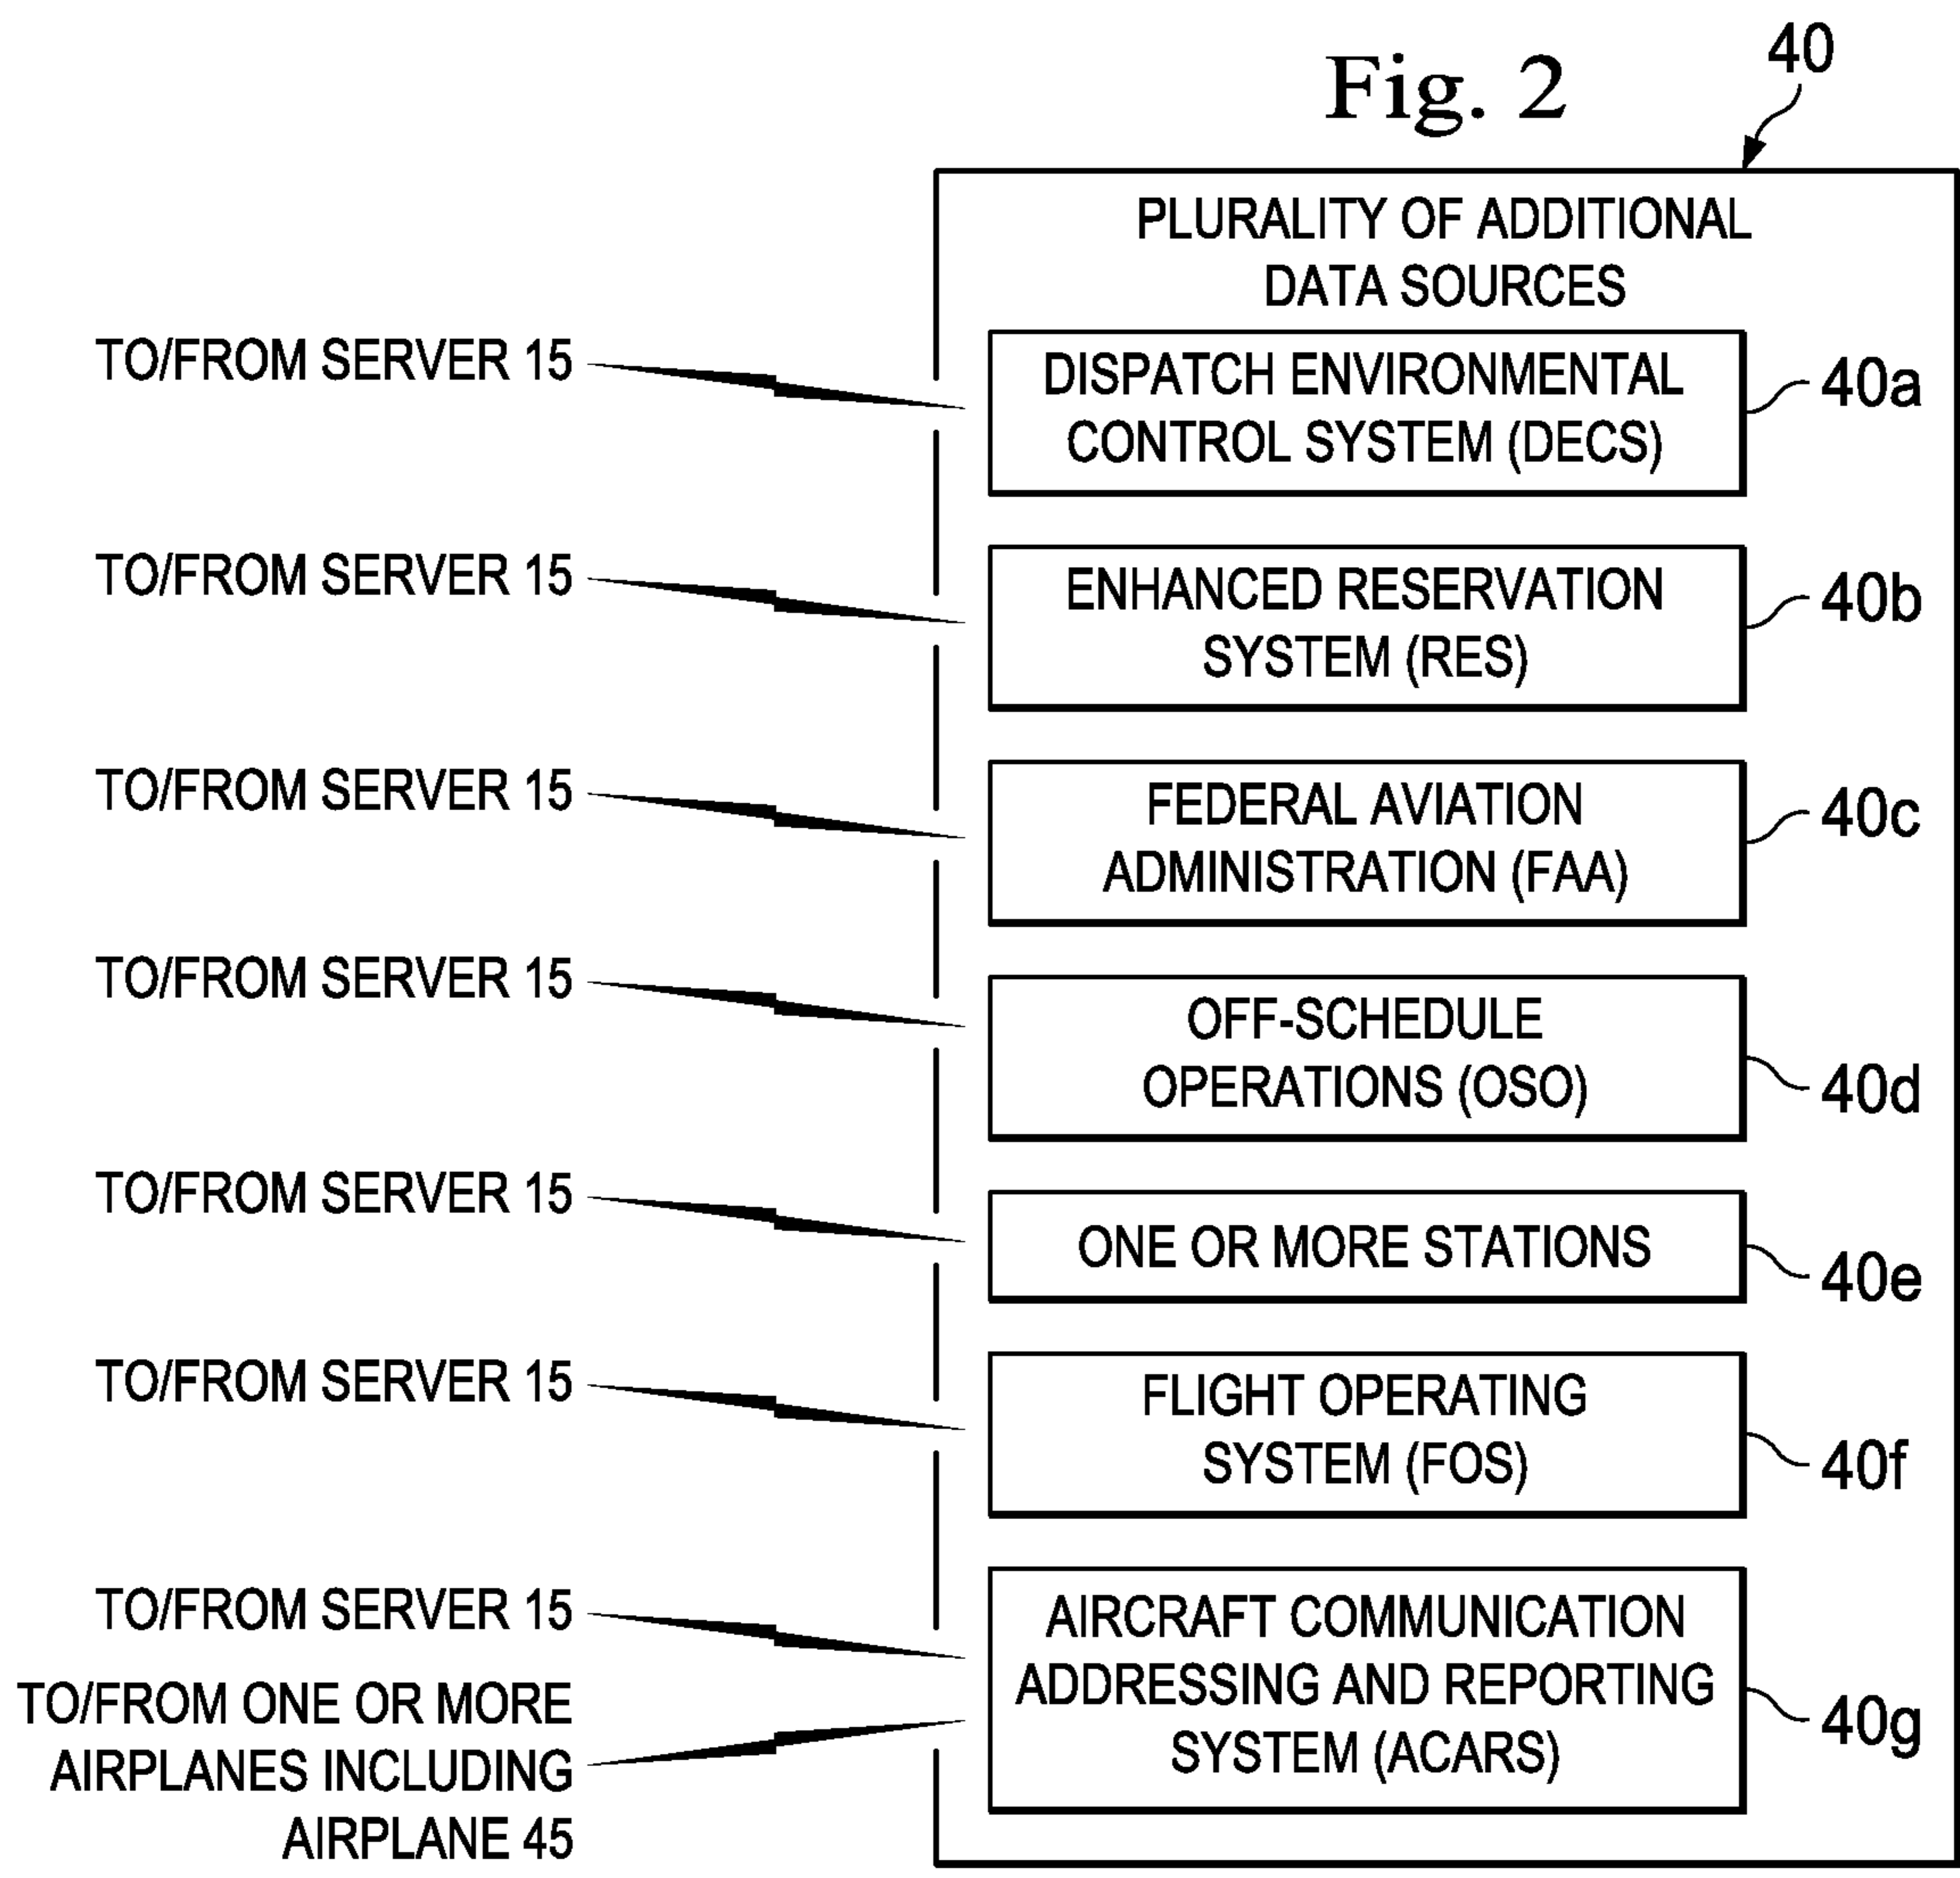 Fig. 2
40
PLURALITY OF ADDITIONAL
DATA SOURCES
TO/FROM SERVER 15
DISPATCH ENVIRONMENTAL
CONTROL SYSTEM (DECS)
40a
TO/FROM SERVER 15
ENHANCED RESERVATION
SYSTEM (RES)
40b
TO/FROM SERVER 15
FEDERAL AVIATION
ADMINISTRATION (FAA)
40c
TO/FROM SERVER 15
OFF-SCHEDULE
OPERATIONS (OSO)
40d
TO/FROM SERVER 15
ONE OR MORE STATIONS
40e
TO/FROM SERVER 15
FLIGHT OPERATING
SYSTEM (FOS)
40f
TO/FROM SERVER 15
TO/FROM ONE OR MORE
AIRPLANES INCLUDING
AIRPLANE 45
AIRCRAFT COMMUNICATION
ADDRESSING AND REPORTING
SYSTEM (ACARS)
40g